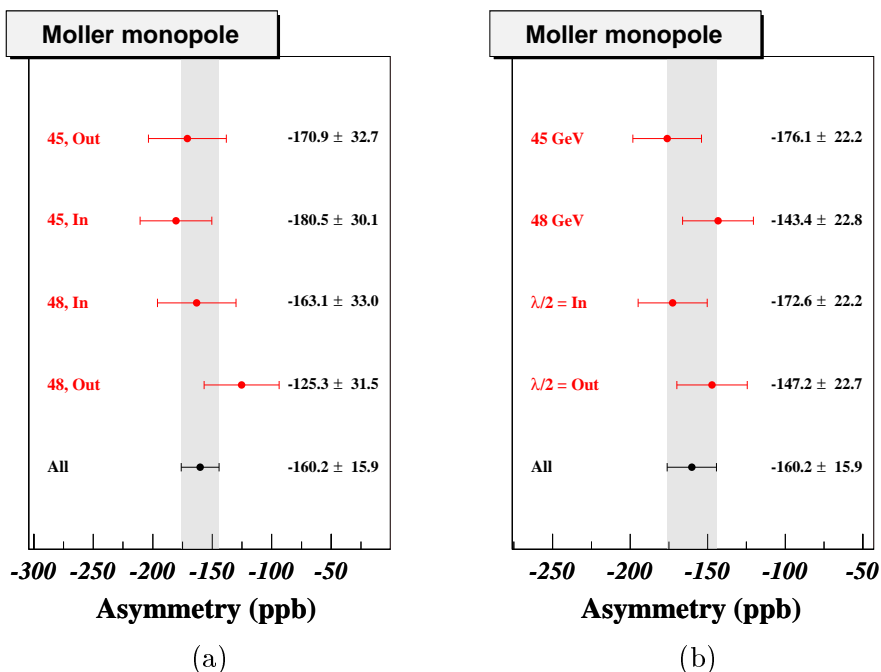 Moller monopole
45, Out -170.9 ± 32.7
45, In -180.5 ± 30.1
48, In -163.1 ± 33.0
48, Out -125.3 ± 31.5
All -160.2 ± 15.9
-300 -250 -200 -150 -100 -50
Asymmetry (ppb)
(a)
Moller monopole
45 GeV -176.1 ± 22.2
48 GeV -143.4 ± 22.8
λ/2 = In -172.6 ± 22.2
λ/2 = Out -147.2 ± 22.7
All -160.2 ± 15.9
-250 -200 -150 -100 -50
Asymmetry (ppb)
(b)